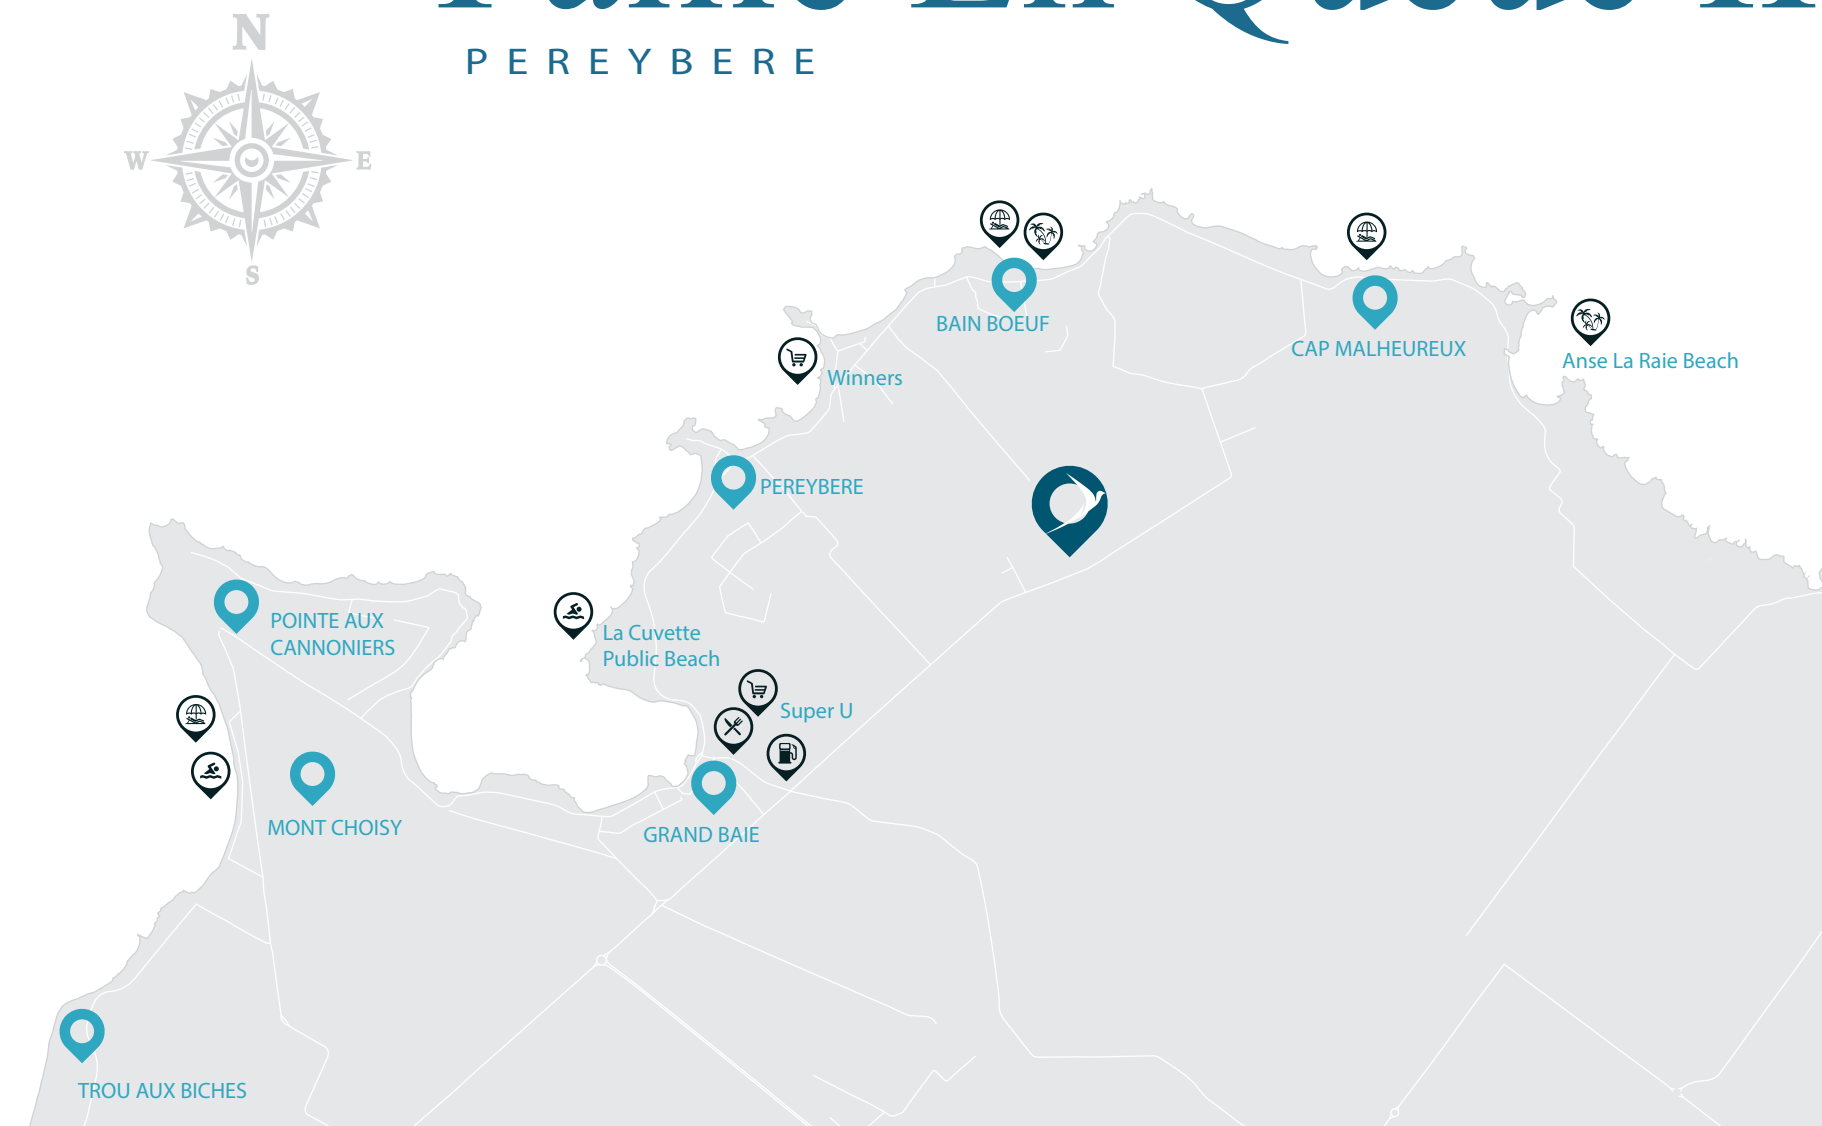 PEREYBERE
N
W
E
S
BAIN BOEUF
CAP MALHEUREUX
Anse La Raie Beach
Winners
PEREYBERE
POINTE AUX
CANNONIERS
La Cuvette
Public Beach
Super U
MONT CHOISY
GRAND BAIE
TROU AUX BICHES